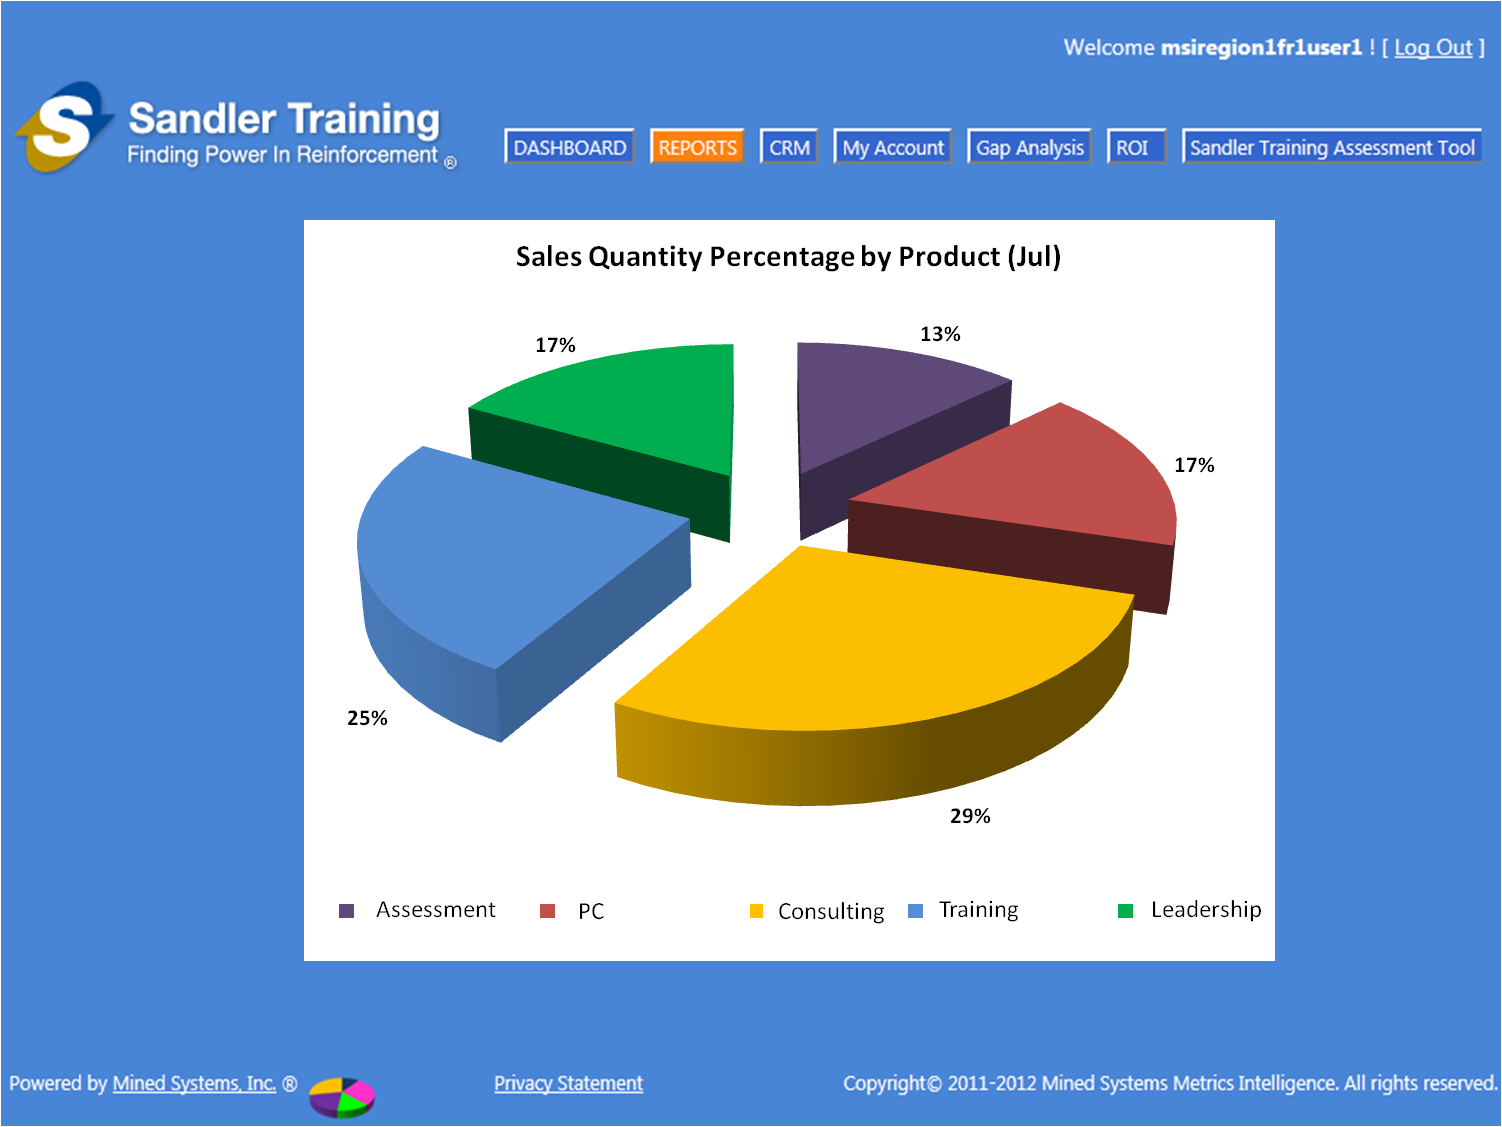 Welcome msiregion1fr1user1 ! [ Log Out ]
Sandler Training
Finding Power In Reinforcement ®
DASHBOARD REPORTS CRM My Account Gap Analysis ROI Sandler Training Assessment Tool
Sales Quantity Percentage by Product (Jul)
13%
17%
17%
25%
29%
Assessment PC Consulting Training Leadership
Powered by Mined Systems, Inc. ® Privacy Statement Copyright© 2011-2012 Mined Systems Metrics Intelligence. All rights reserved.